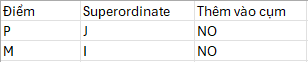 Điểm Superordinate Thêm vào cụm
P J NO
M I NO